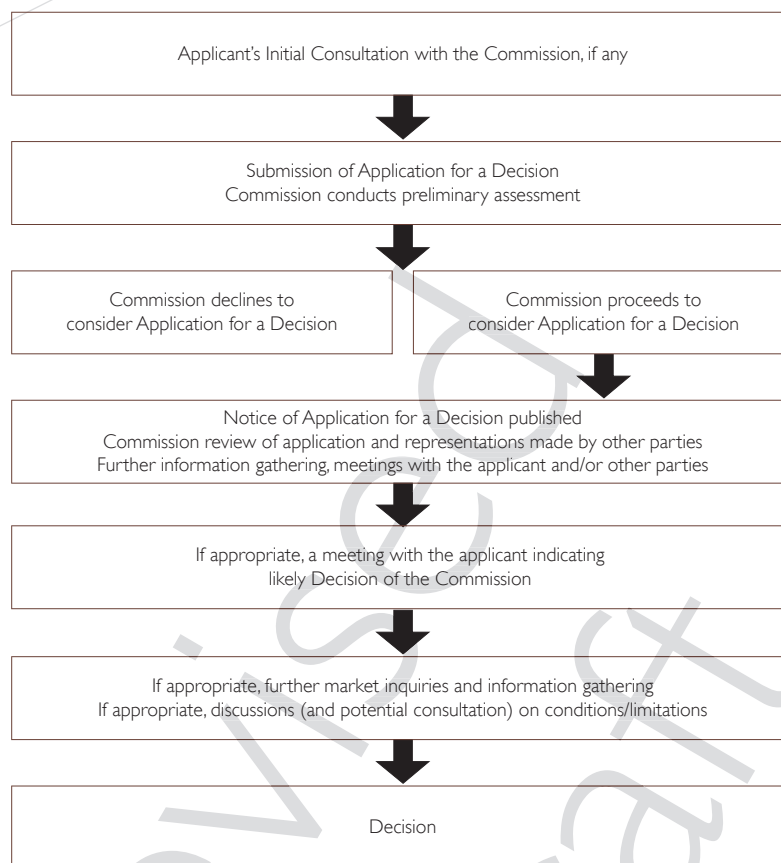 Applicant's Initial Consultation with the Commission, if any
Submission of Application for a Decision
Commission conducts preliminary assessment
Commission declines to
consider Application for a Decision
Commission proceeds to
consider Application for a Decision
Notice of Application for a Decision published
Commission review of application and representations made by other parties
Further information gathering, meetings with the applicant and/or other parties
If appropriate, a meeting with the applicant indicating
likely Decision of the Commission
If appropriate, further market inquiries and information gathering
If appropriate, discussions (and potential consultation) on conditions/limitations
Decision